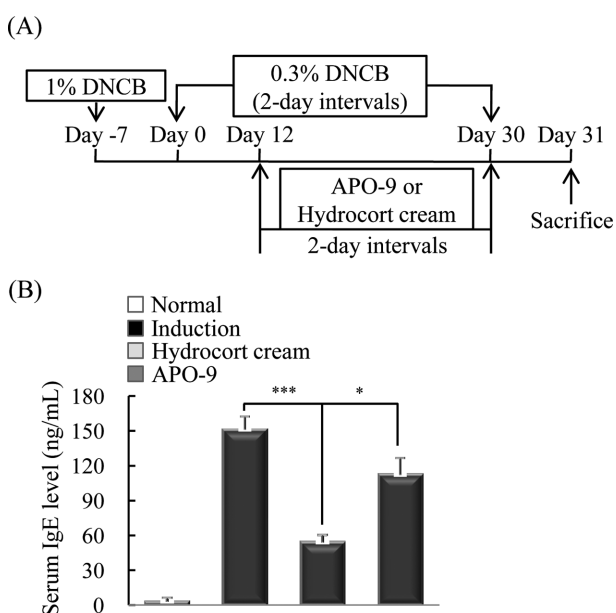 (A)
1% DNCB
0.3% DNCB
(2-day intervals)
Day -7 Day 0 Day 12 Day 30 Day 31
APO-9 or
Hydrocort cream
2-day intervals
Sacrifice
(B)
Normal
Induction
Hydrocort cream
APO-9
Serum IgE level (ng/mL)
180
150
120
90
60
30
0
*** *